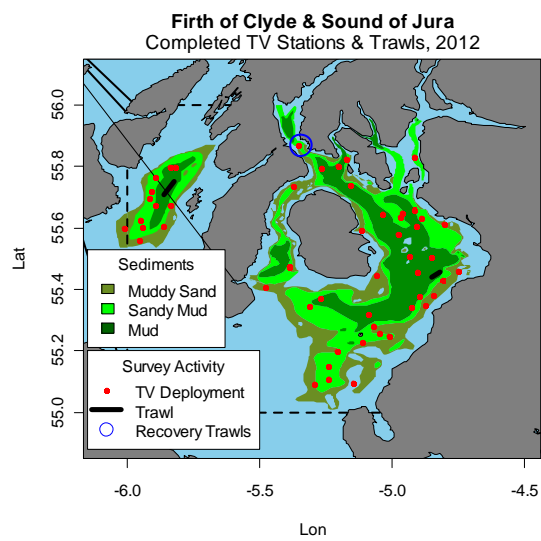 Firth of Clyde & Sound of Jura
Completed TV Stations & Trawls, 2012
Lat
56.0
55.8
55.6
55.4
55.2
55.0
Sediments
Muddy Sand
Sandy Mud
Mud
Survey Activity
TV Deployment
Trawl
Recovery Trawls
-6.0
-5.5
-5.0
-4.5
Lon